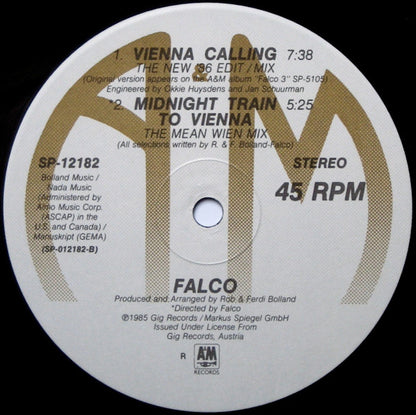 1. VIENNA CALLING 7:38
THE NEW '86 EDIT/MIX
(Original version appears on the A&M album "Falco 3" SP-5105)
Engineered by Okkie Huysdens and Jan Schuurman
*2. MIDNIGHT TRAIN 5:25
TO VIENNA
THE MEAN WIEN MIX
(All selections written by R. & F. Bolland-Falco)
SP-12182
STEREO
45 RPM
Bolland Music /
Nada Music
(Administered by
Almo Music Corp.
(ASCAP) in the
U.S. and Canada) /
Manuskript (GEMA)
(SP-012182-B)
FALCO
Produced and Arranged by Rob & Ferdi Bolland
*Directed by Falco
℗1985 Gig Records / Markus Spiegel GmbH
Issued Under License From
Gig Records, Austria
R
A&M
RECORDS
A&M